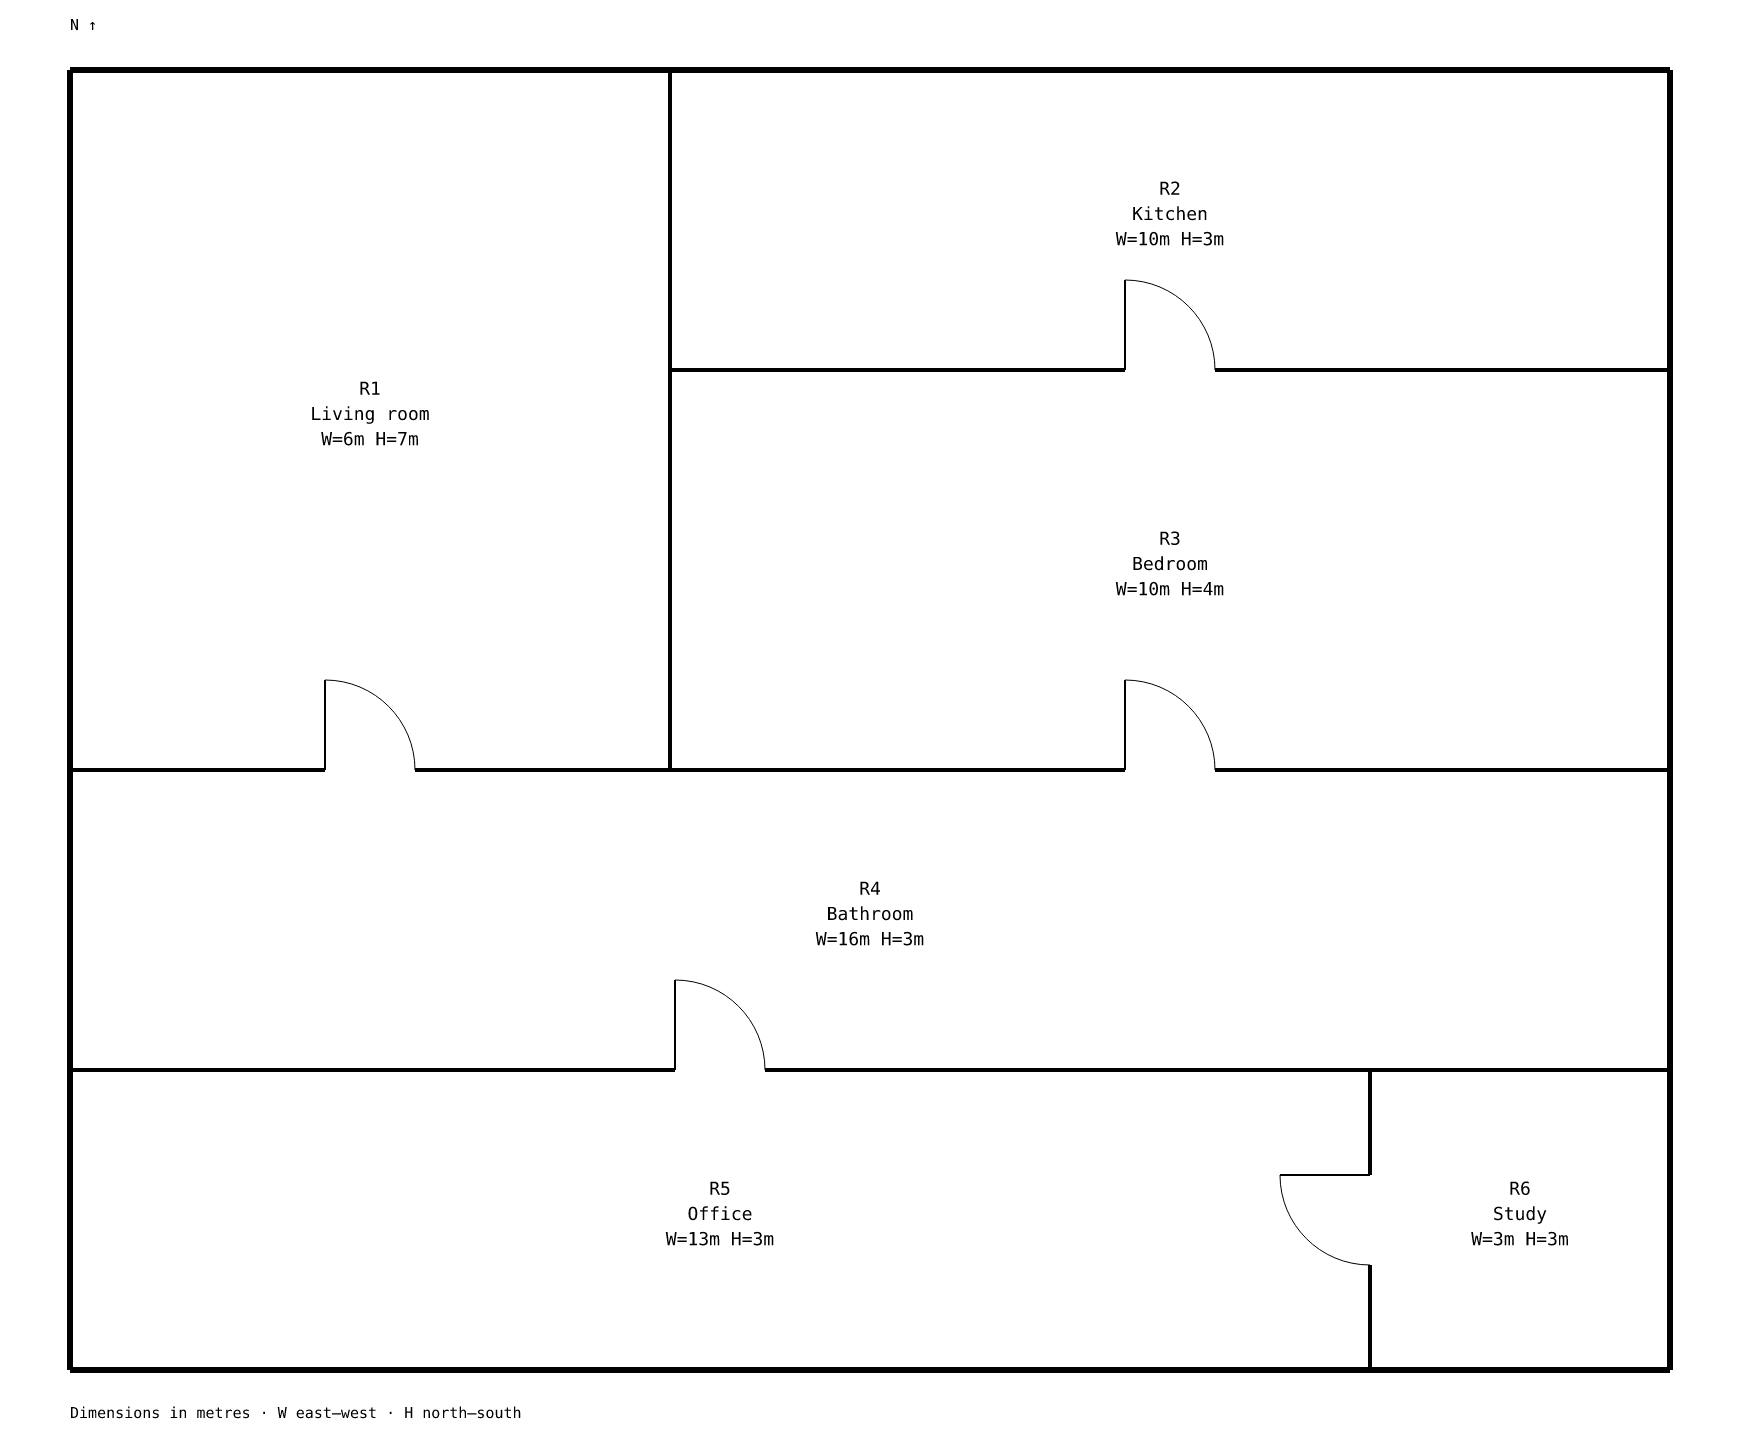 N ↑
R2
Kitchen
W=10m H=3m
R1
Living room
W=6m H=7m
R3
Bedroom
W=10m H=4m
R4
Bathroom
W=16m H=3m
R5
Office
W=13m H=3m
R6
Study
W=3m H=3m
Dimensions in metres · W east–west · H north–south